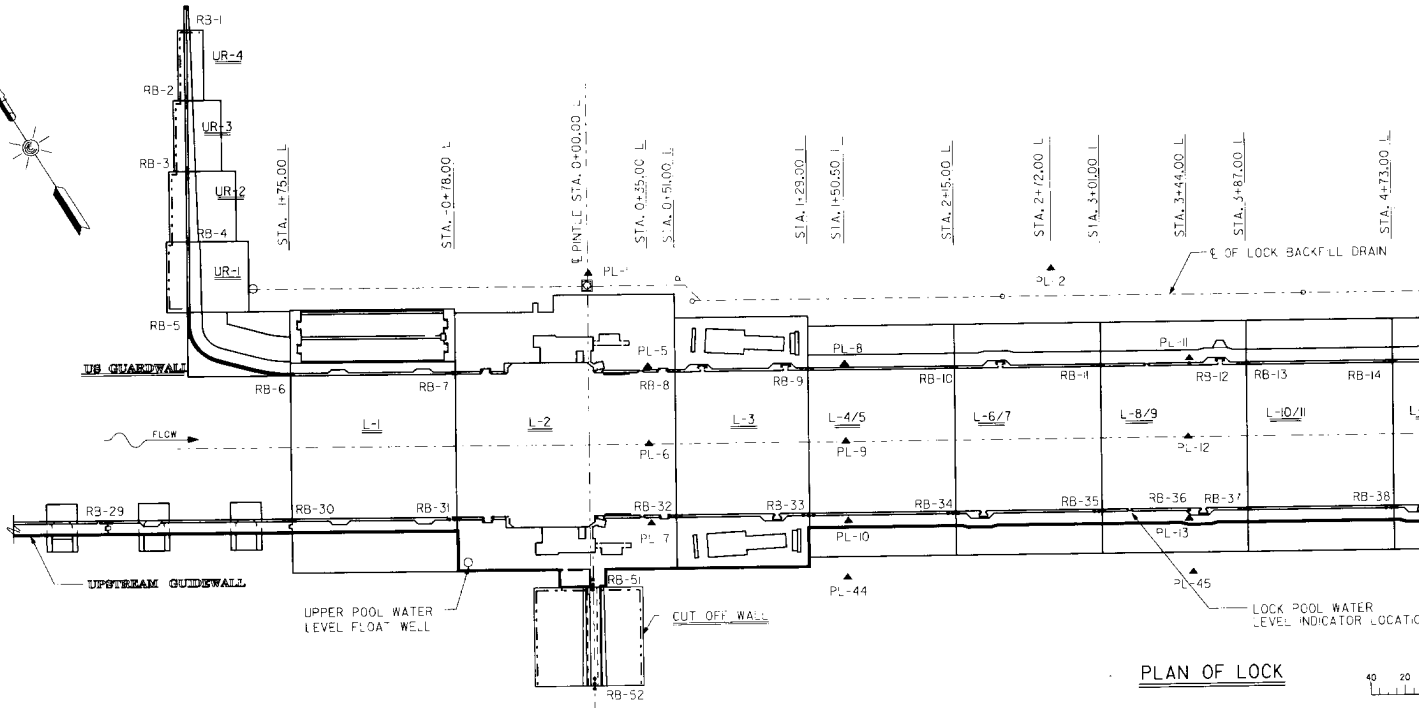 RB-1
UR-4
RB-2
UR-3
RB-3
UR-2
RB-4
UR-1
RB-5
STA. 1+75.00 L
STA. -0+78.00 L
℄ PINTLE STA. 0+00.00 L
STA. 0+35.00 L
STA. 0+51.00 L
STA. 1+29.00 L
STA. 1+50.50 L
STA. 2+15.00 L
STA. 2+72.00 L
STA. 3+01.00 L
STA. 3+44.00 L
STA. 3+87.00 L
STA. 4+73.00 L
℄ OF LOCK BACKFILL DRAIN
PL-1
PL-2
PL-5
PL-8
PL-11
US GUARDWALL
RB-6
RB-7
RB-8
RB-9
RB-10
RB-11
RB-12
RB-13
RB-14
L-1
L-2
L-3
L-4/5
L-6/7
L-8/9
L-10/11
FLOW
PL-6
PL-9
PL-12
RB-29
RB-30
RB-31
RB-32
RB-33
RB-34
RB-35
RB-36
RB-37
RB-38
PL-7
PL-10
PL-13
UPSTREAM GUIDEWALL
RB-51
PL-44
PL-45
UPPER POOL WATER
LEVEL FLOAT WELL
CUT OFF WALL
LOCK POOL WATER
LEVEL INDICATOR LOCATIO
RB-52
PLAN OF LOCK
40 20